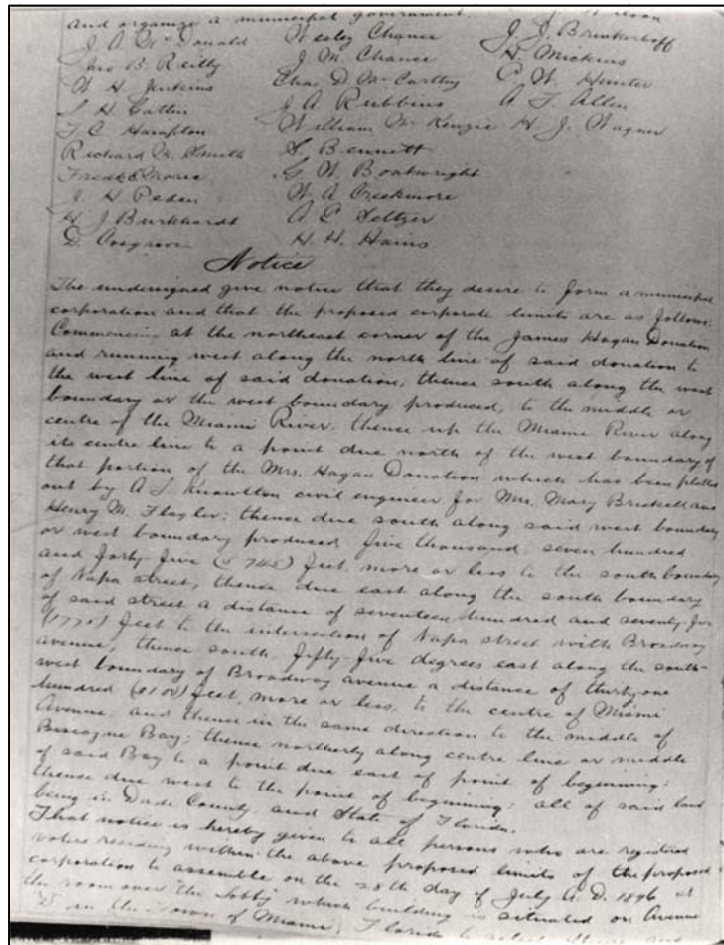 and organize a municipal government.
J A McDonald Wesley Chance J. J. Brinkerhoff
Jno B. Reilly J M. Chance H. Mickens
W H. Jenkins Chas D McCarthy C W. Hunter
S H. Catlin J A Rubbins A F. Allen
T. C. Hampton William McKenzie H. J. Wagner
Richard M. Smith S. Bennett
Fred S Morse G. W. Boatwright
J. H Peden W. A Creekmore
H J Burkhardt A. C Seltzer
D. Cosgrove H. H. Hains
Notice
The undersigned give notice that they desire to form a municipal
corporation and that the proposed corporate limits are as follows:
Commencing at the northeast corner of the James Hagan Donation
and running west along the north line of said donation to
the west line of said donation; thence south along the west
boundary or the west boundary produced, to the middle or
centre of the Miami River: thence up the Miami River along
its centre line to a point due north of the west boundary of
that portion of the Mrs. Hagan Donation which has been platted
out by A L Knowlton civil engineer for Mrs. Mary Brickell and
Henry M. Flagler; thence due south along said west boundary
or west boundary produced five thousand seven hundred
and forty five (5745) feet more or less to the south boundary
of Napa street, thence due east along the south boundary
of said street a distance of seventeen hundred and seventy-five
(1775) feet to the intersection of Napa street with Broadway
avenue; thence south fifty-five degrees east along the south-
west boundary of Broadway avenue a distance of thirty one
hundred feet, more or less, to the centre of Miami
Avenue, and thence in the same direction to the middle of
Biscayne Bay; thence northerly along centre line or middle
of said Bay to a point due east of point of beginning;
thence due west to the point of beginning; all of said land
being in Dade County and State of Florida.
That notice is hereby given to all persons who are registered
voters residing within the above proposed limits of the proposed
corporation to assemble on the 28th day of July A. D. 1896 at
the room over "the lobby" which building is situated on Avenue
"D" in the town of Miami, Florida to select